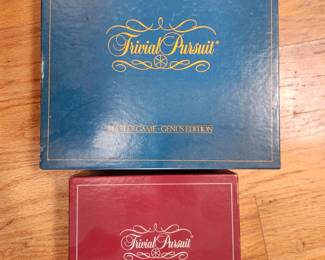 Trivial Pursuit®
MASTER GAME - GENUS EDITION
Trivial Pursuit